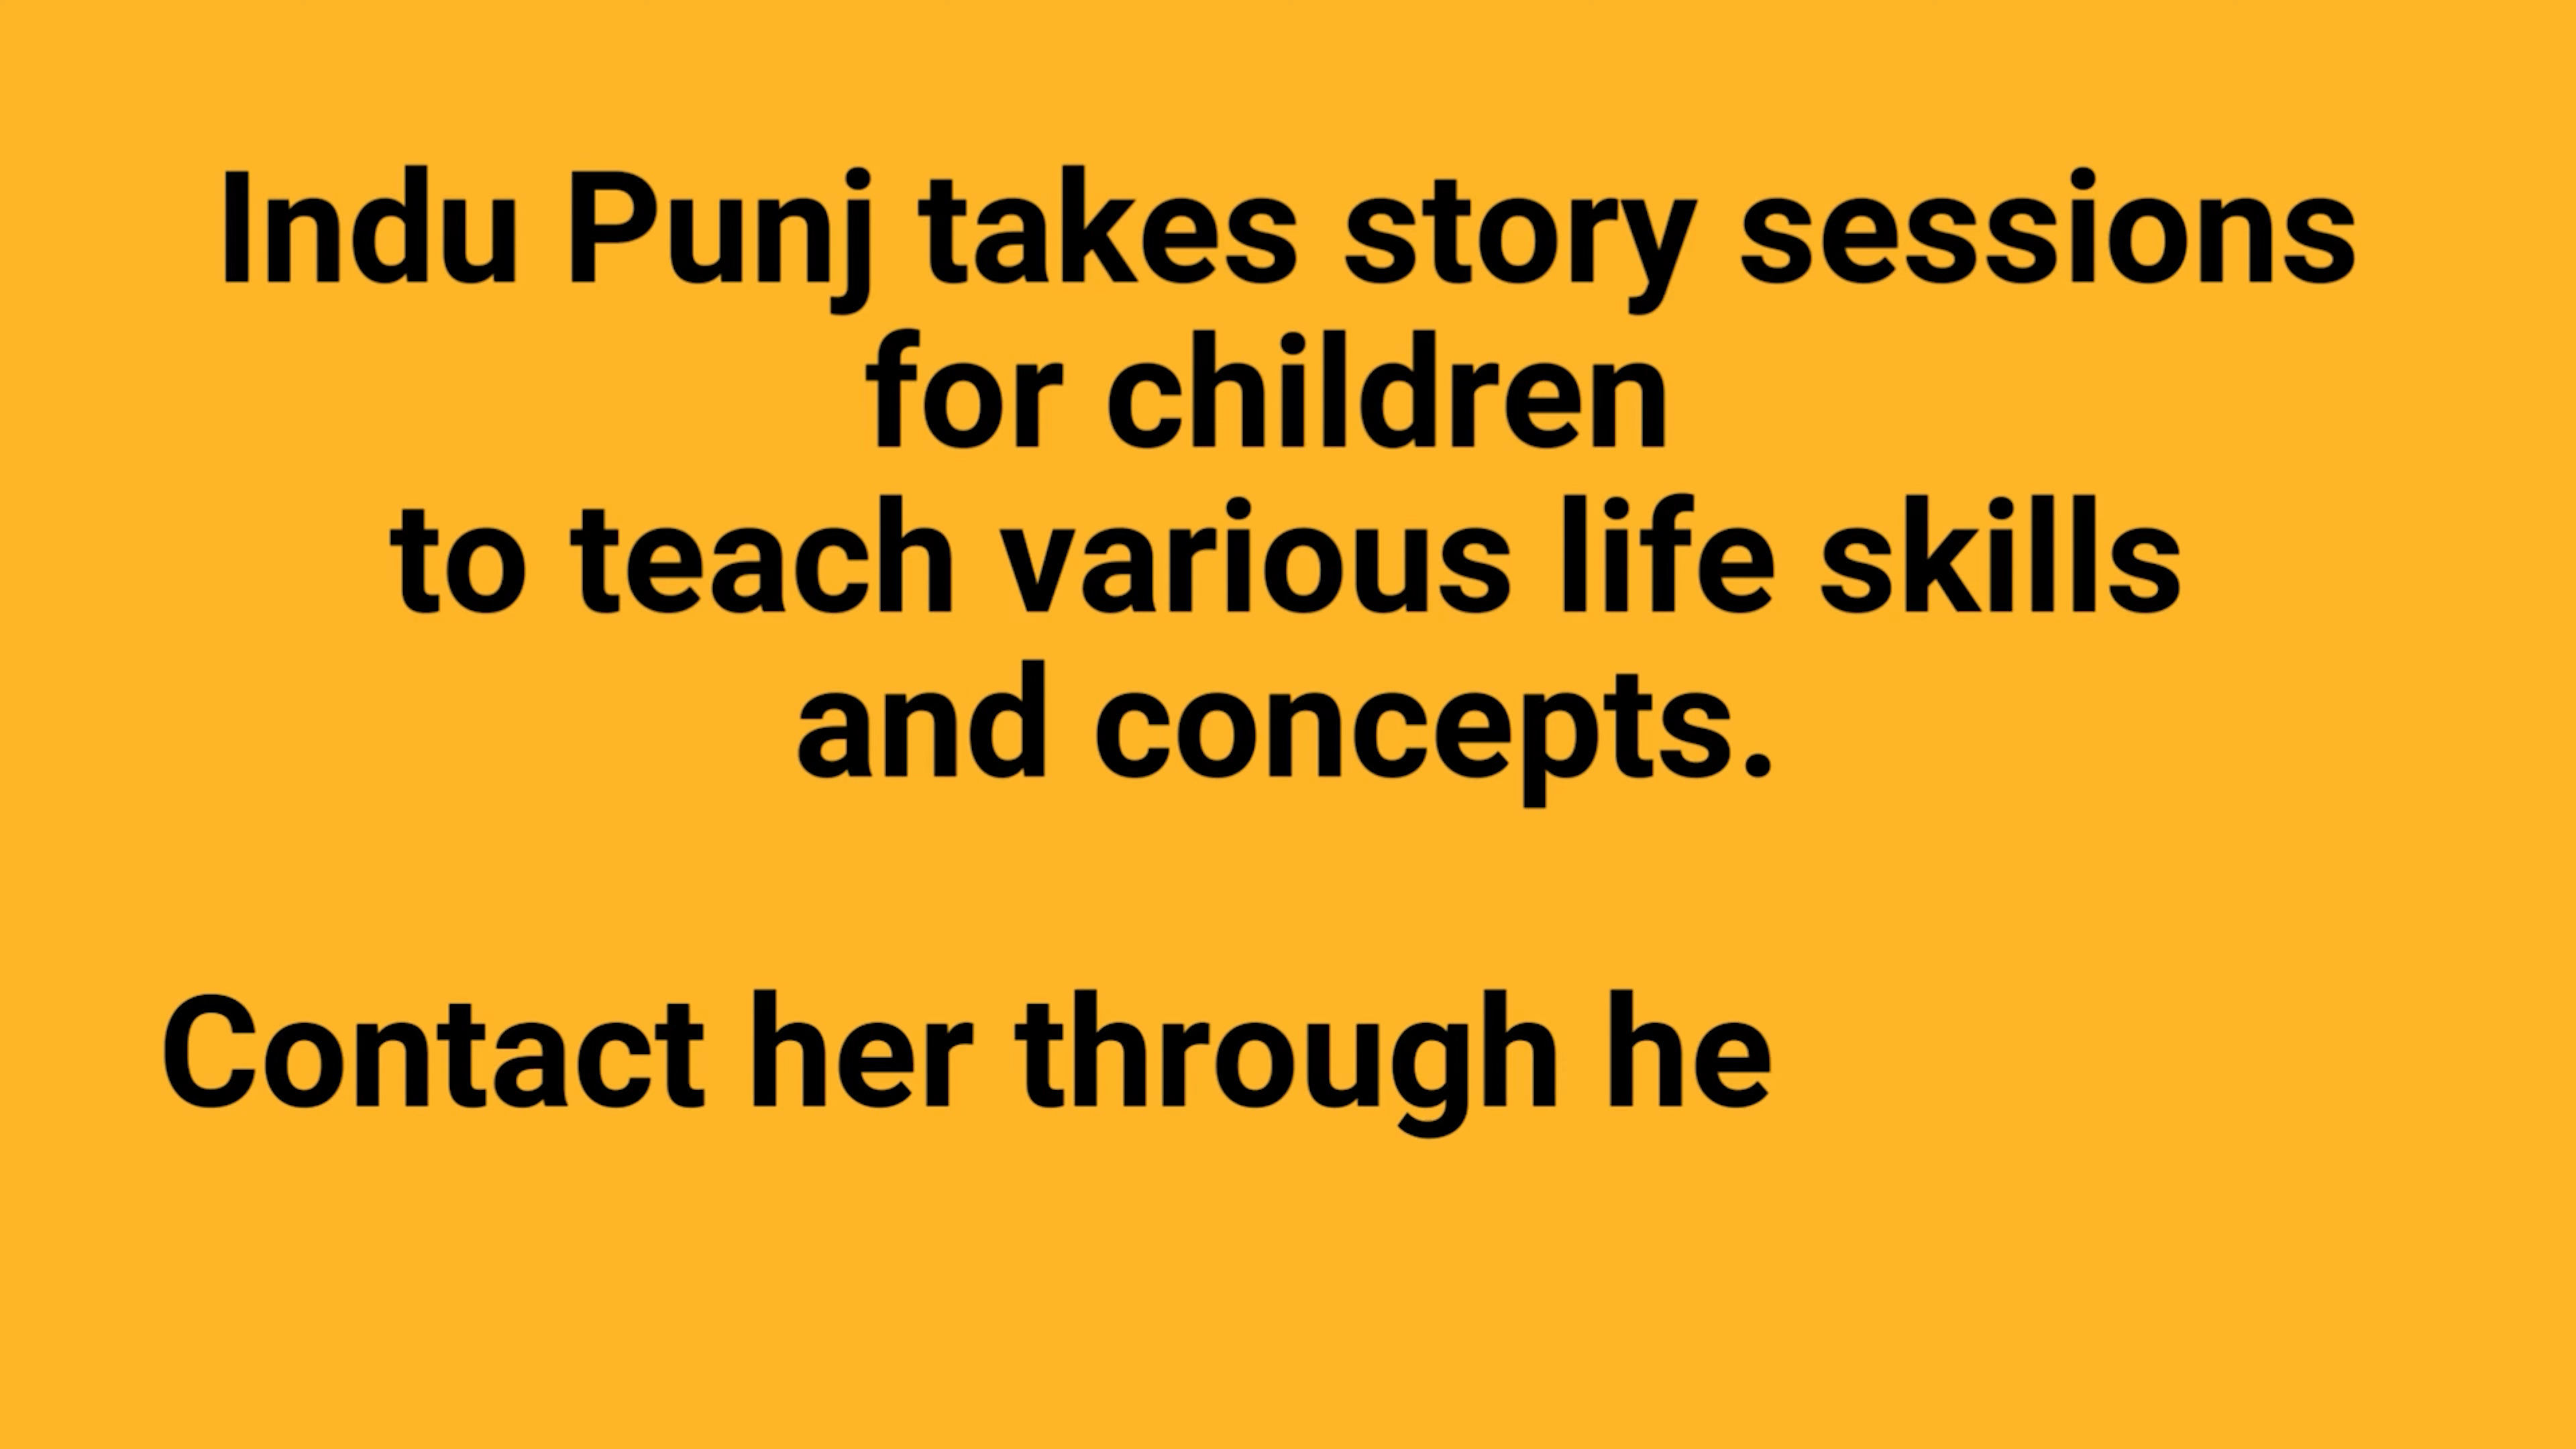 Indu Punj takes story sessions
for children
to teach various life skills
and concepts.
Contact her through he